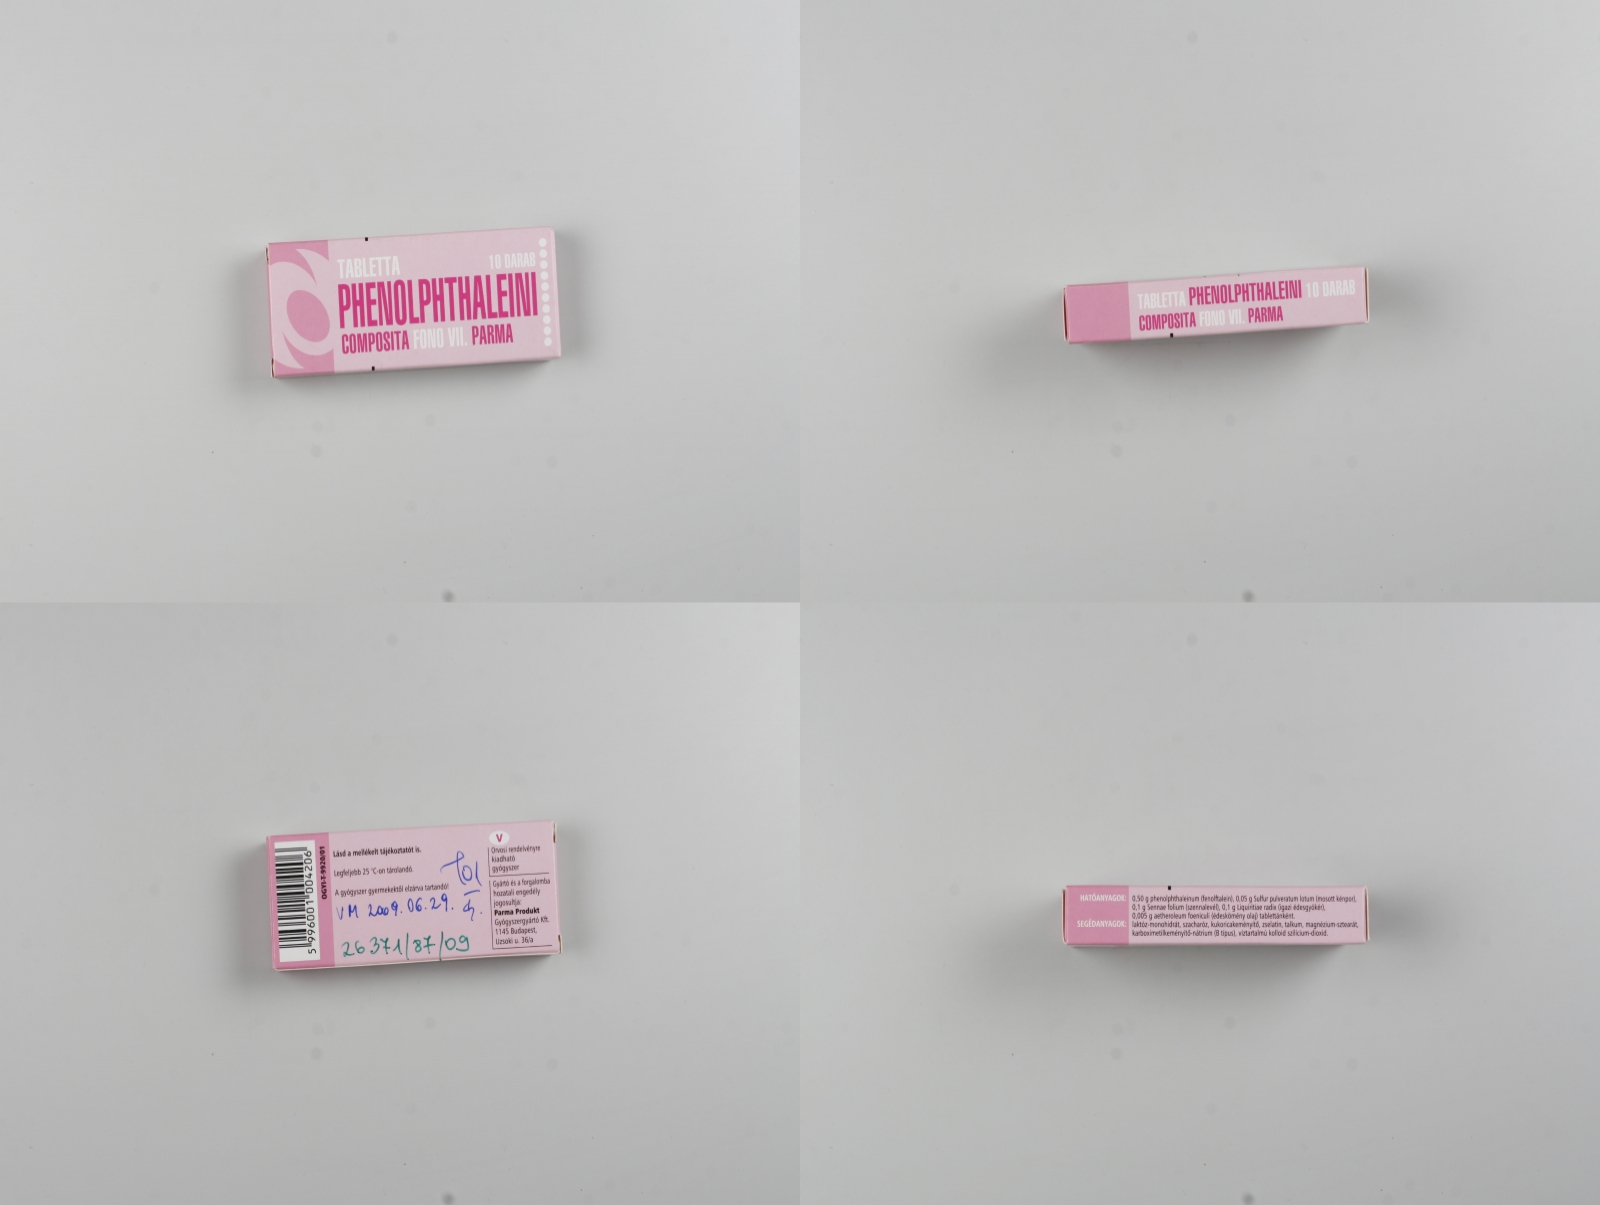 TABLETTA
10 DARAB
PHENOLPHTHALEINI
COMPOSITA FONO VII. PARMA
TABLETTA PHENOLPHTHALEINI 10 DARAB
COMPOSITA FONO VII. PARMA
5 996001 004206
OGYI-T-9920/01
Lásd a mellékelt tájékoztatót is.
Legfeljebb 25 °C-on tárolandó.
A gyógyszer gyermekektől elzárva tartandó!
VM 2009.06.29.
26371/87/09
V
Orvosi rendelvényre
kiadható
gyógyszer
Gyártó és a forgalomba
hozatali engedély
jogosultja:
Parma Produkt
Gyógyszergyártó Kft.
1145 Budapest,
Uzsoki u. 36/a
HATÓANYAGOK: 0,50 g phenolphthaleinum (fenolftalein), 0,05 g Sulfur pulveratum lotum (mosott kénpor),
0,1 g Sennae folium (szennalevél), 0,1 g Liquiritiae radix (igazi édesgyökér),
0,005 g aetheroleum foeniculi (édeskömény olaj) tablettánként.
SEGÉDANYAGOK: laktóz-monohidrát, szacharóz, kukoricakeményítő, zselatin, talkum, magnézium-sztearát,
karboximetilkeményítő-nátrium (B típus), víztartalmú kolloid szilícium-dioxid.